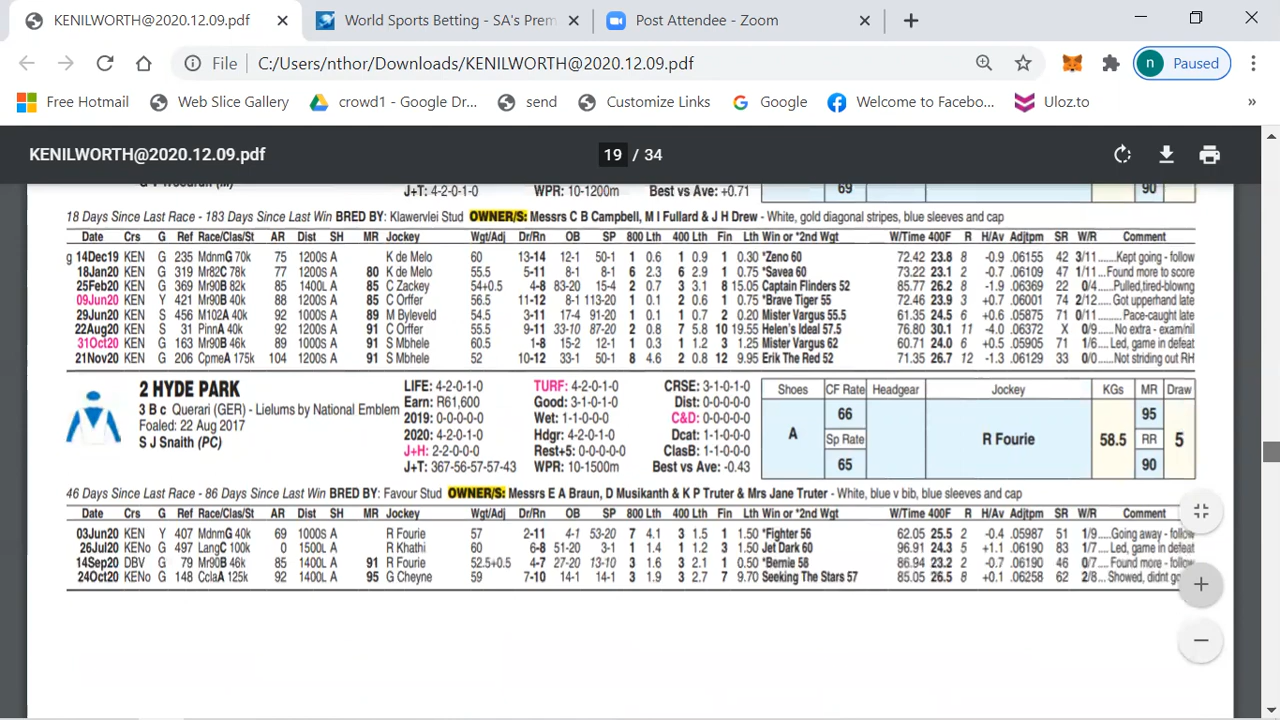 KENILWORTH@2020.12.09.pdf
World Sports Betting - SA's Prem
Post Attendee - Zoom
File C:/Users/nthor/Downloads/KENILWORTH@2020.12.09.pdf n Paused
Free Hotmail Web Slice Gallery crowd1 - Google Dr... send Customize Links Google Welcome to Facebo... Uloz.to »
KENILWORTH@2020.12.09.pdf 19 / 34
J+T: 4-2-0-1-0 WPR: 10-1200m Best vs Ave: +0.71 69 90
18 Days Since Last Race - 183 Days Since Last Win BRED BY: Klawervlei Stud OWNER/S: Messrs C B Campbell, M I Fullard & J H Drew - White, gold diagonal stripes, blue sleeves and cap
Date Crs G Ref Race/Clas/St AR Dist SH MR Jockey Wgt/Adj Dr/Rn OB SP 800 Lth 400 Lth Fin Lth Win or *2nd Wgt W/Time 400F R H/Av Adjtpm SR W/R Comment
g 14Dec19 KEN G 235 MdnmG 70k 75 1200S A K de Melo 60 13-14 12-1 50-1 1 0.6 1 0.9 1 0.30 *Zeno 60 72.42 23.8 8 -0.9 .06155 42 3/11 ....Kept going - follow
18Jan20 KEN G 319 Mr82C 78k 77 1200S A 80 K de Melo 55.5 5-11 8-1 8-1 6 2.3 6 2.9 1 0.75 *Savea 60 73.22 23.1 2 -0.8 .06209 47 1/11 ...Found more to score
25Feb20 KEN G 369 Mr90B 82k 85 1400L A 85 C Zackey 54+0.5 4-8 83-20 15-4 2 0.7 3 3.1 8 15.05 Captain Flinders 52 85.77 26.2 8 -1.9 .06369 22 0/4 ......Pulled,tired-blowng
09Jun20 KEN Y 421 Mr90B 40k 88 1200S A 85 C Orffer 56.5 11-12 8-1 113-20 1 0.1 2 0.6 1 0.75 *Brave Tiger 55 72.46 23.9 3 +0.7 .06001 74 2/12 .... Got upperhand late
29Jun20 KEN S 456 M102A 40k 95 1000S A 89 M Byleveld 54.5 3-11 17-4 91-20 1 0.1 1 0.7 2 0.20 Mister Vargus 55.5 61.35 24.5 6 +0.6 .05875 71 0/11 ........ Pace-caught late
22Aug20 KEN S 31 PinnA 40k 92 1200S A 91 C Orffer 55.5 9-11 33-10 87-20 2 0.8 7 5.8 10 19.55 Helen's Ideal 57.5 76.80 30.1 11 -4.0 .06372 X 0/9 ..... No extra - exam/nil
31Oct20 KEN G 163 Mr90B 46k 89 1000S A 91 S Mbhele 60.5 1-8 15-2 12-1 1 0.3 1 1.2 2 0.8 Mister Vargus 62 60.71 24.0 6 +0.5 .05905 71 1/6 Led, game in defeat
21Nov20 KEN G 206 CpmeA 175k 104 1200S A 91 S Mbhele 52 10-12 33-1 50-1 8 4.6 8 4.4 12 9.95 Erik The Red 52 71.35 26.7 12 -1.3 .06129 33 0/0 ... Not striding out RH
2 HYDE PARK
3 B c Querari (GER) - Lielums by National Emblem
Foaled: 22 Aug 2017
S J Snaith (PC)
LIFE: 4-2-0-1-0 TURF: 4-2-0-1-0 CRSE: 3-1-0-1-0
Earn: R61,600 Good: 3-1-0-1-0 Dist: 0-0-0-0-0
2019: 0-0-0-0-0 Wet: 1-1-0-0-0 C&D: 0-0-0-0-0
2020: 4-2-0-1-0 Hdgr: 4-2-0-1-0 Dcat: 1-1-0-0-0
J+H: 2-2-0-0-0 Rest+5: 0-0-0-0-0 ClasB: 1-1-0-0-0
J+T: 367-56-57-57-43 WPR: 10-1500m Best vs Ave: -0.43
Shoes CF Rate Headgear Jockey KGs MR Draw
A 66 R Fourie 58.5 95 5
Sp Rate RR
65 90
46 Days Since Last Race - 86 Days Since Last Win BRED BY: Favour Stud OWNER/S: Messrs E A Braun, D Musikanth & K P Truter & Mrs Jane Truter - White, blue v bib, blue sleeves and cap
Date Crs G Ref Race/Clas/St AR Dist SH MR Jockey Wgt/Adj Dr/Rn OB SP 800 Lth 400 Lth Fin Lth Win or *2nd Wgt W/Time 400F R H/Av Adjtpm SR W/R Comment
03Jun20 KEN Y 407 MdnmG 40k 69 1000S A R Fourie 57 2-11 4-1 53-20 7 4.1 3 1.5 1 1.50 *Fighter 56 62.05 25.5 2 -0.4 .05987 51 1/9 ....Going away - follow
26Jul20 KENo G 497 LangC 100k 0 1500L A R Khathi 60 6-8 51-20 3-1 1 1.4 1 1.2 3 1.50 Jet Dark 60 96.91 24.3 5 +1.1 .06190 83 1/7 Led, game in defeat
14Sep20 DBV G 79 Mr90B 46k 85 1400L A 91 R Fourie 52.5+0.5 4-7 27-20 13-10 3 1.6 3 2.1 1 0.50 *Bernie 58 86.94 23.2 2 -0.7 .06190 46 0/7 ...Found more - follow
24Oct20 KENo G 148 CclaA 125k 92 1400L A 95 G Cheyne 59 7-10 14-1 14-1 3 1.9 3 2.7 7 9.70 Seeking The Stars 57 85.05 26.5 8 +0.1 .06258 62 2/8 ... Showed, didnt g